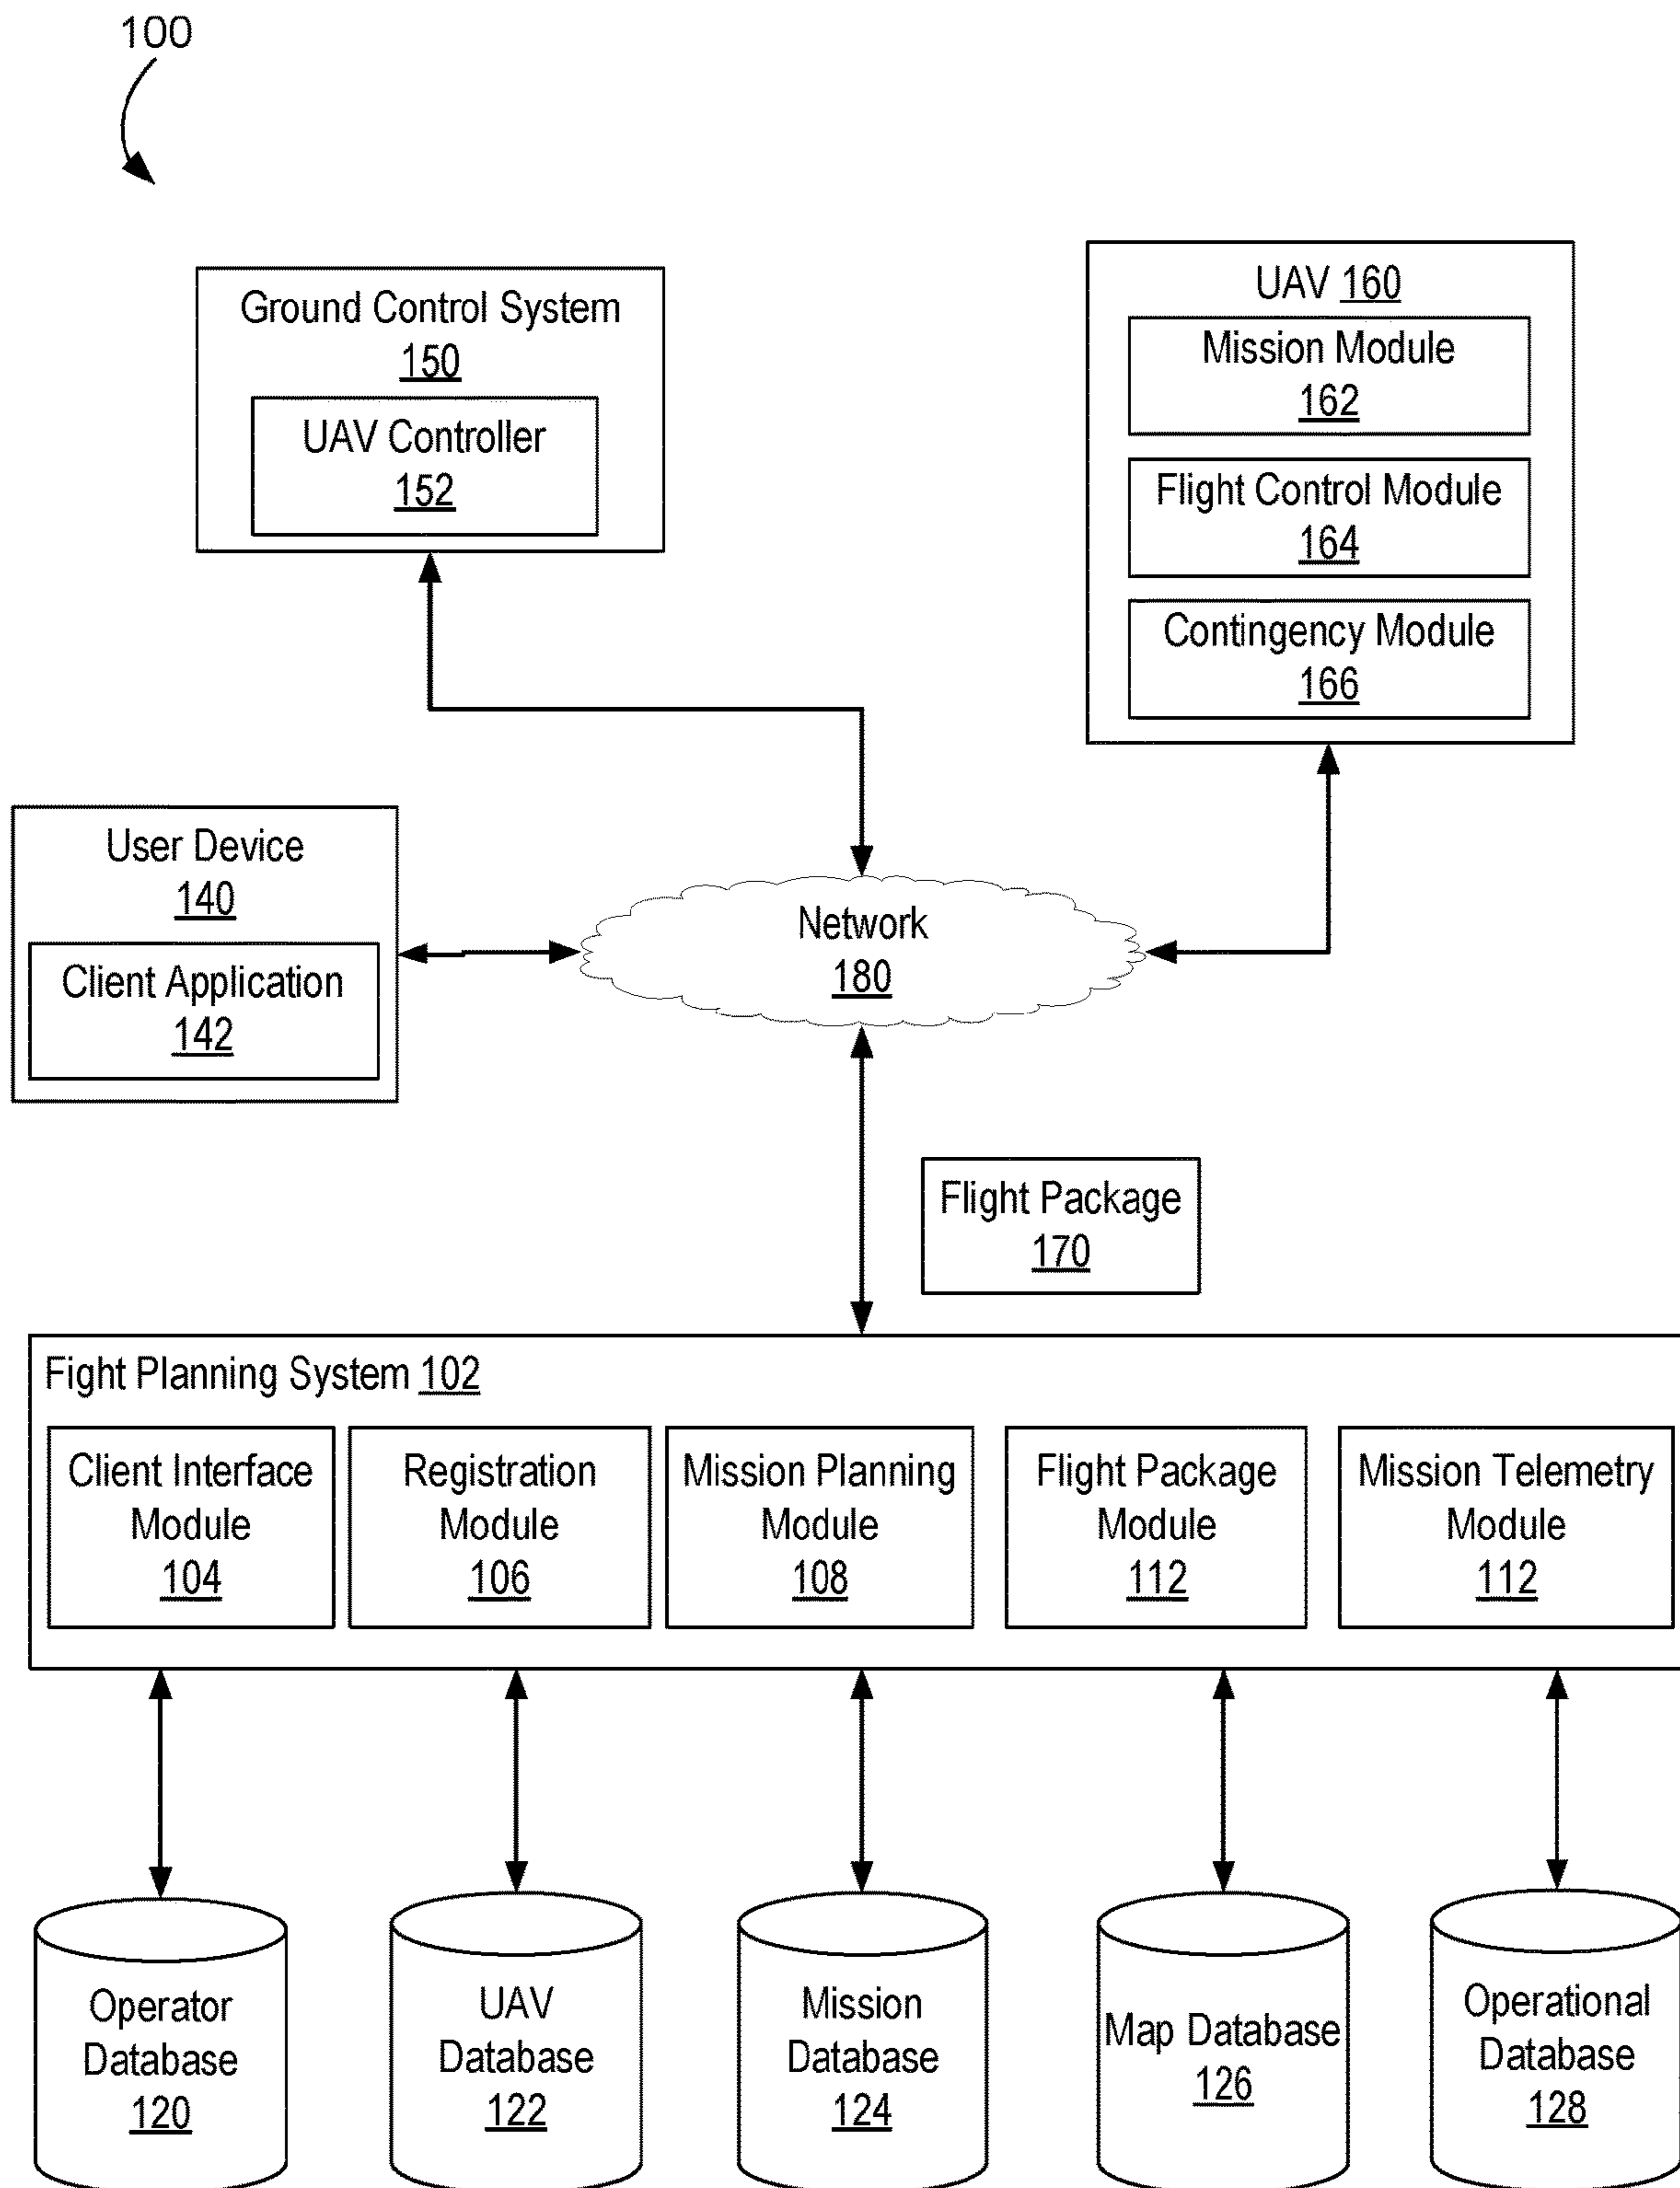 100
Ground Control System
150
UAV Controller
152
UAV 160
Mission Module
162
Flight Control Module
164
Contingency Module
166
User Device
140
Client Application
142
Network
180
Flight Package
170
Fight Planning System 102
Client Interface
Module
104
Registration
Module
106
Mission Planning
Module
108
Flight Package
Module
112
Mission Telemetry
Module
112
Operator
Database
120
UAV
Database
122
Mission
Database
124
Map Database
126
Operational
Database
128